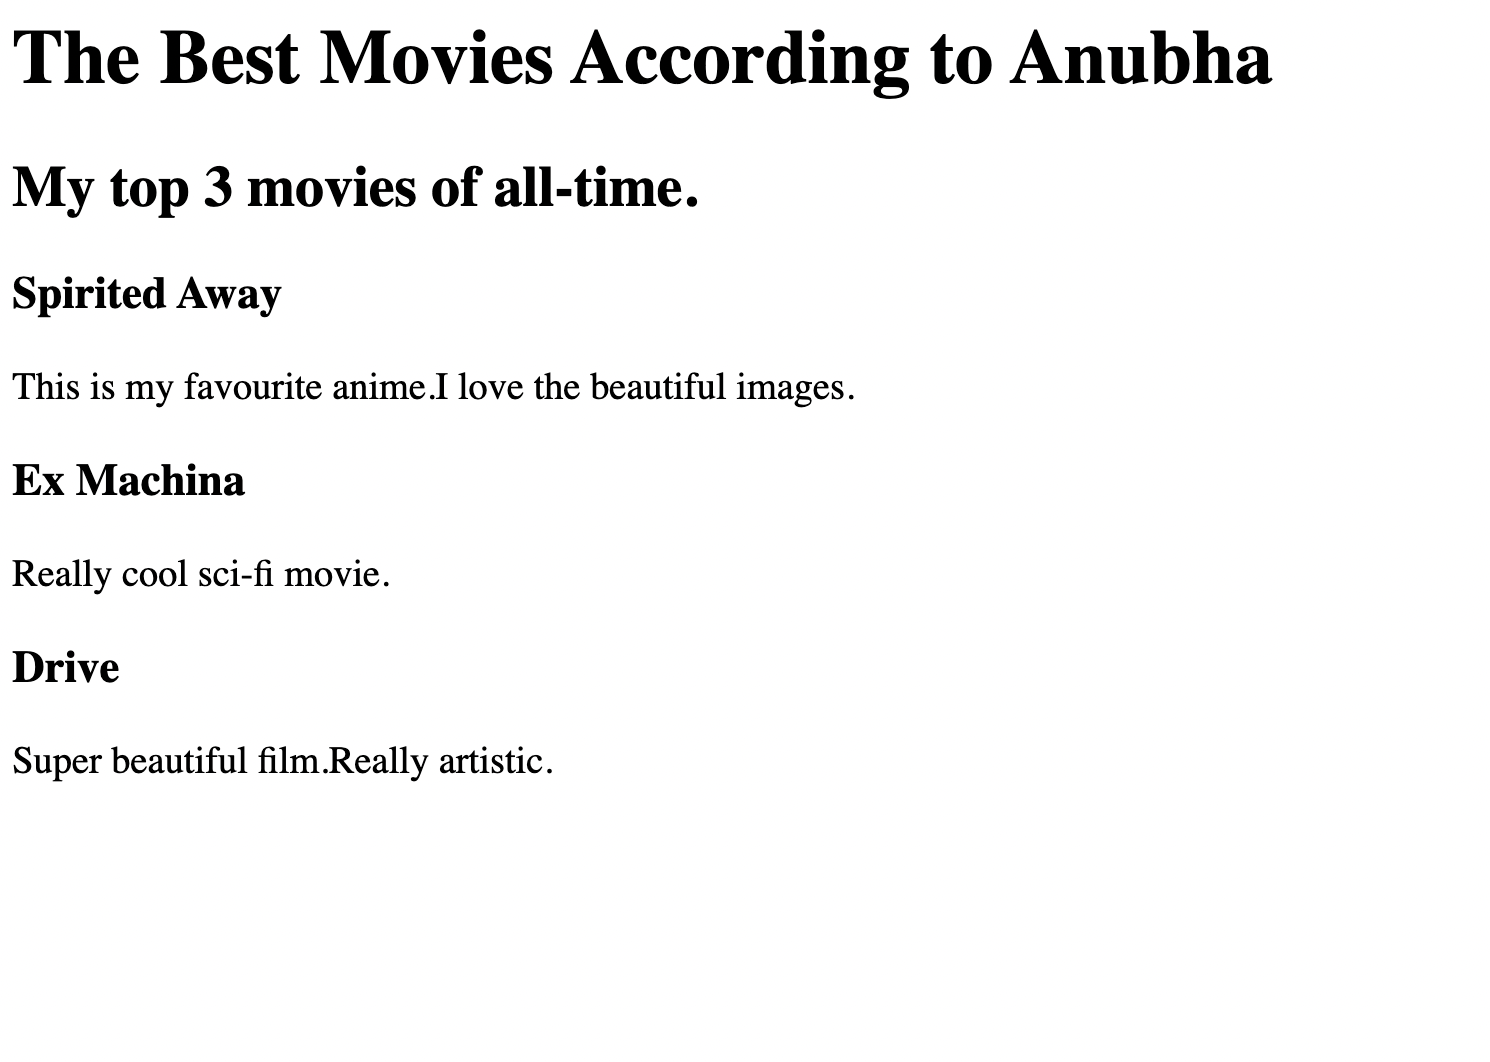 The Best Movies According to Anubha
My top 3 movies of all-time.
Spirited Away
This is my favourite anime.I love the beautiful images.
Ex Machina
Really cool sci-fi movie.
Drive
Super beautiful film.Really artistic.